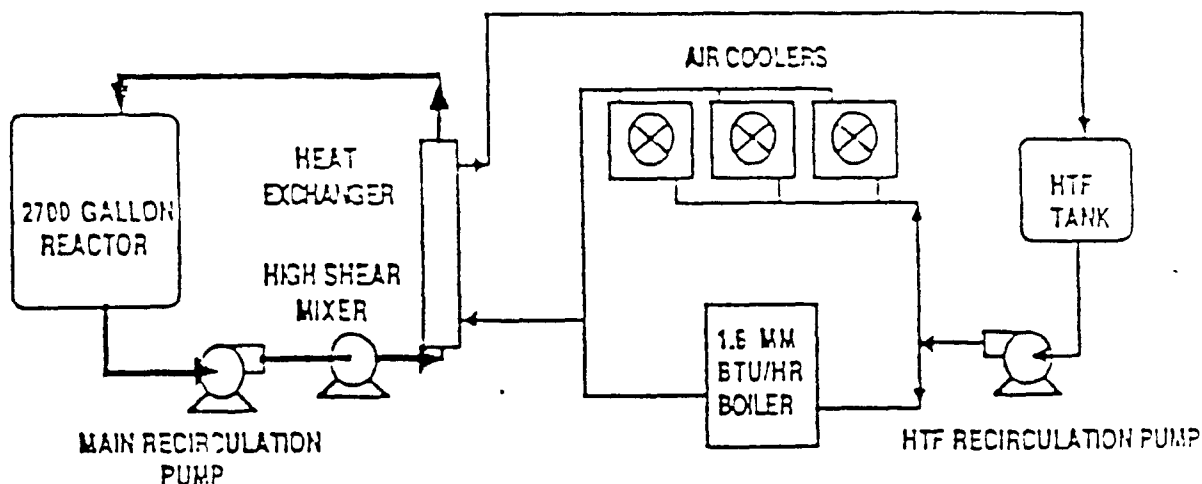 AIR COOLERS
HEAT
EXCHANGER
2700 GALLON
REACTOR
HIGH SHEAR
MIXER
HTF
TANK
1.8 MM
BTU/HR
BOILER
MAIN RECIRCULATION
PUMP
HTF RECIRCULATION PUMP